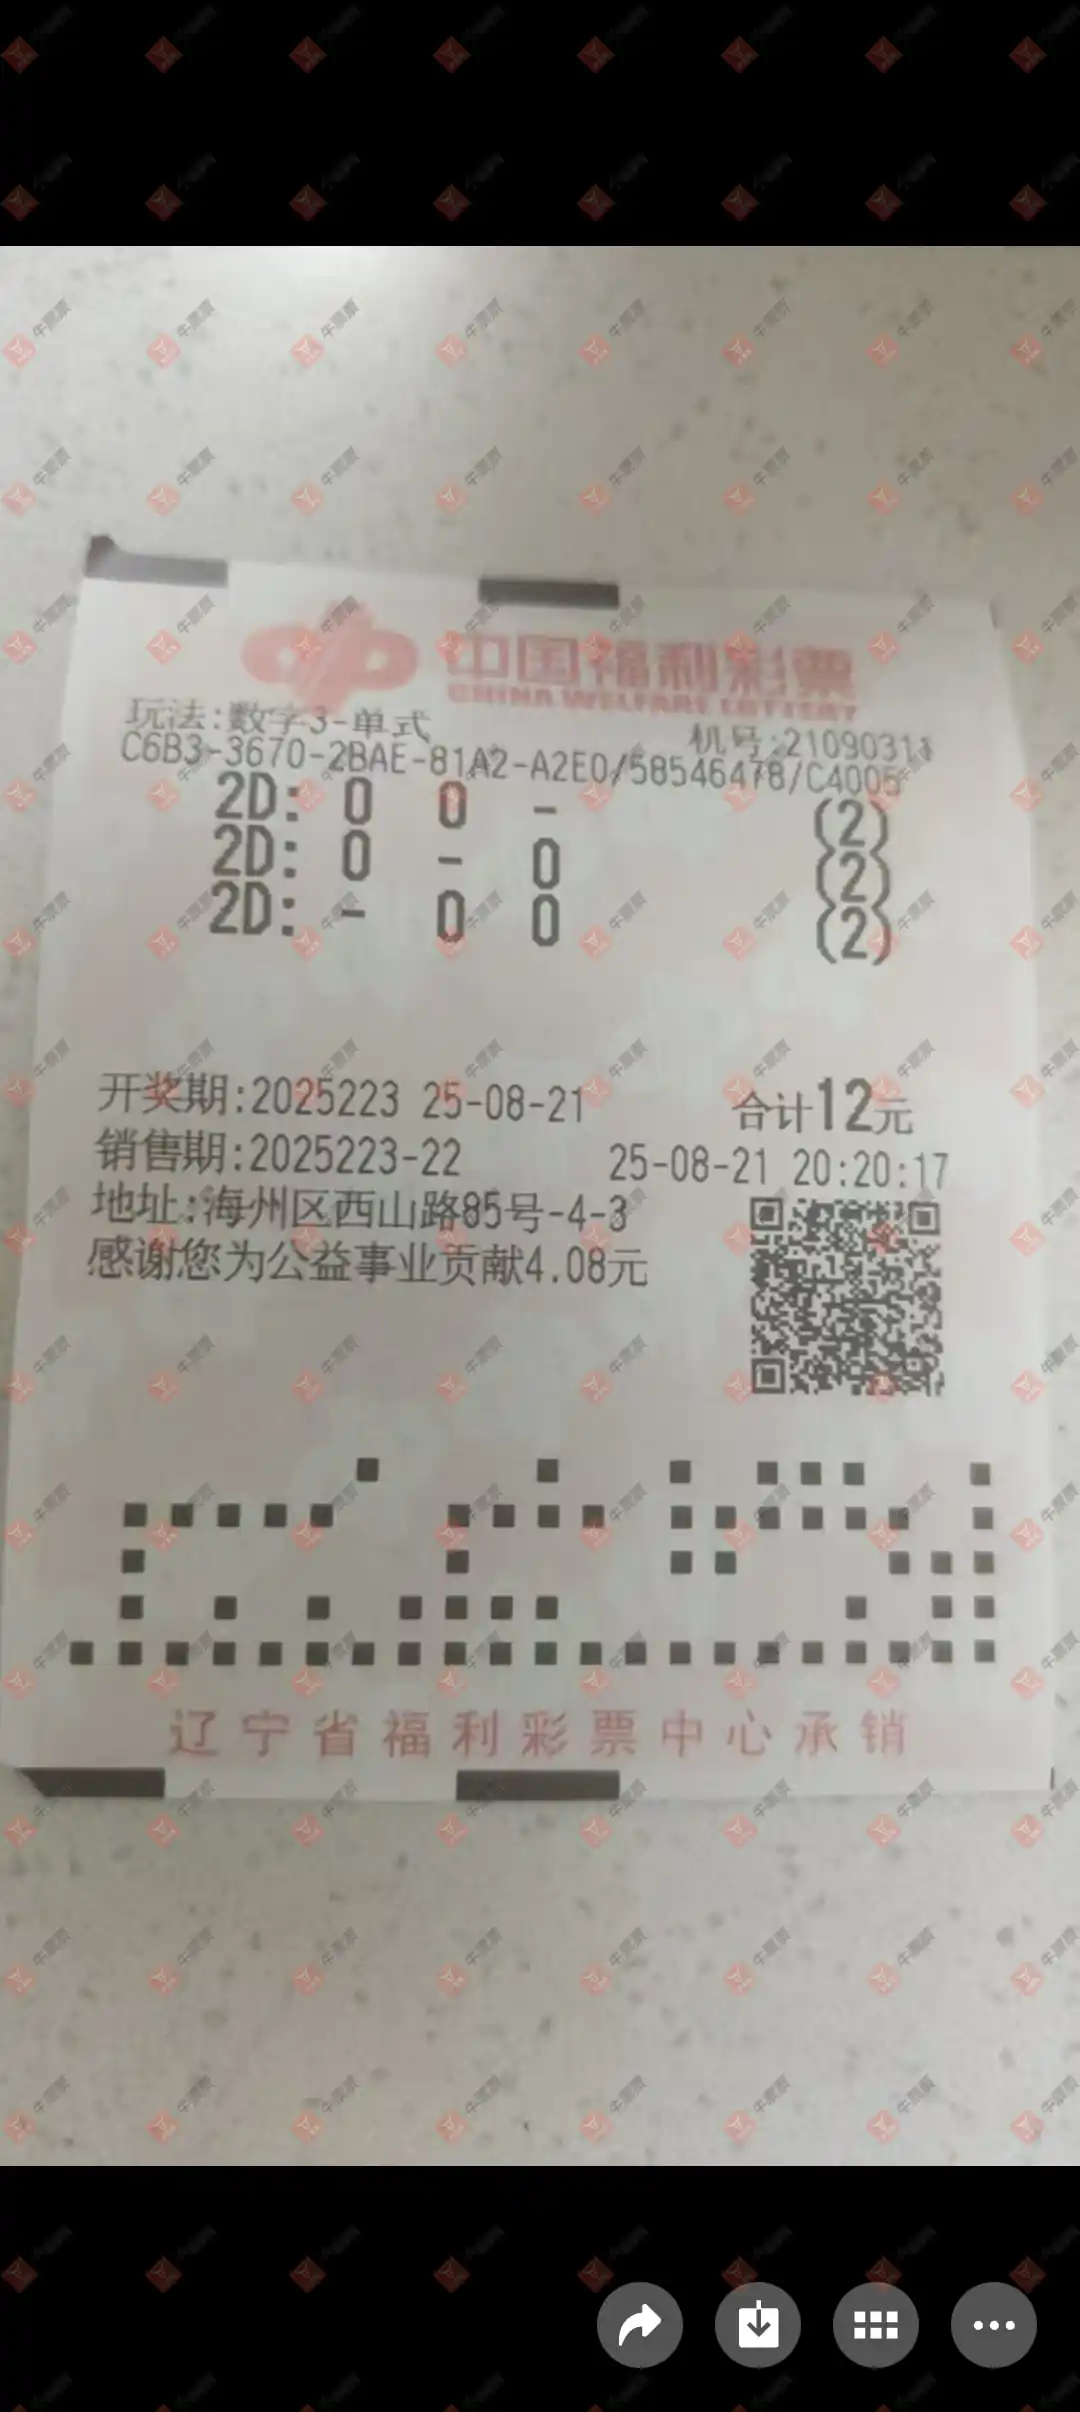 中国福利彩票
CHINA WELFARE LOTTERY
玩法:数字3-单式
机号:21090311
C6B3-3670-2BAE-81A2-A2E0/58546478/C4005
2D: 0 0 - (2)
2D: 0 - 0 (2)
2D: - 0 0 (2)
开奖期:2025223 25-08-21 合计12元
销售期:2025223-22 25-08-21 20:20:17
地址:海州区西山路85号-4-3
感谢您为公益事业贡献4.08元
辽宁省福利彩票中心承销